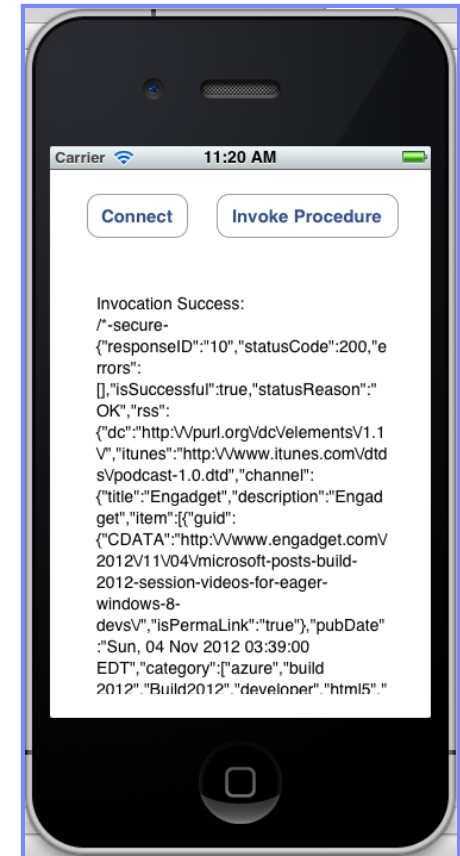 Carrier 11:20 AM
Connect Invoke Procedure
Invocation Success:
/*-secure-
{"responseID":"10","statusCode":200,"e
rrors":
[],"isSuccessful":true,"statusReason":"
OK","rss":
{"dc":"http:\/\/purl.org\/dc\/elements\/1.1
\/","itunes":"http:\/\/www.itunes.com\/dtd
s\/podcast-1.0.dtd","channel":
{"title":"Engadget","description":"Engad
get","item":[{"guid":
{"CDATA":"http:\/\/www.engadget.com\/
2012\/11\/04\/microsoft-posts-build-
2012-session-videos-for-eager-
windows-8-
devs\/","isPermaLink":"true"},"pubDate"
:"Sun, 04 Nov 2012 03:39:00
EDT","category":["azure","build
2012","Build2012","developer","html5","